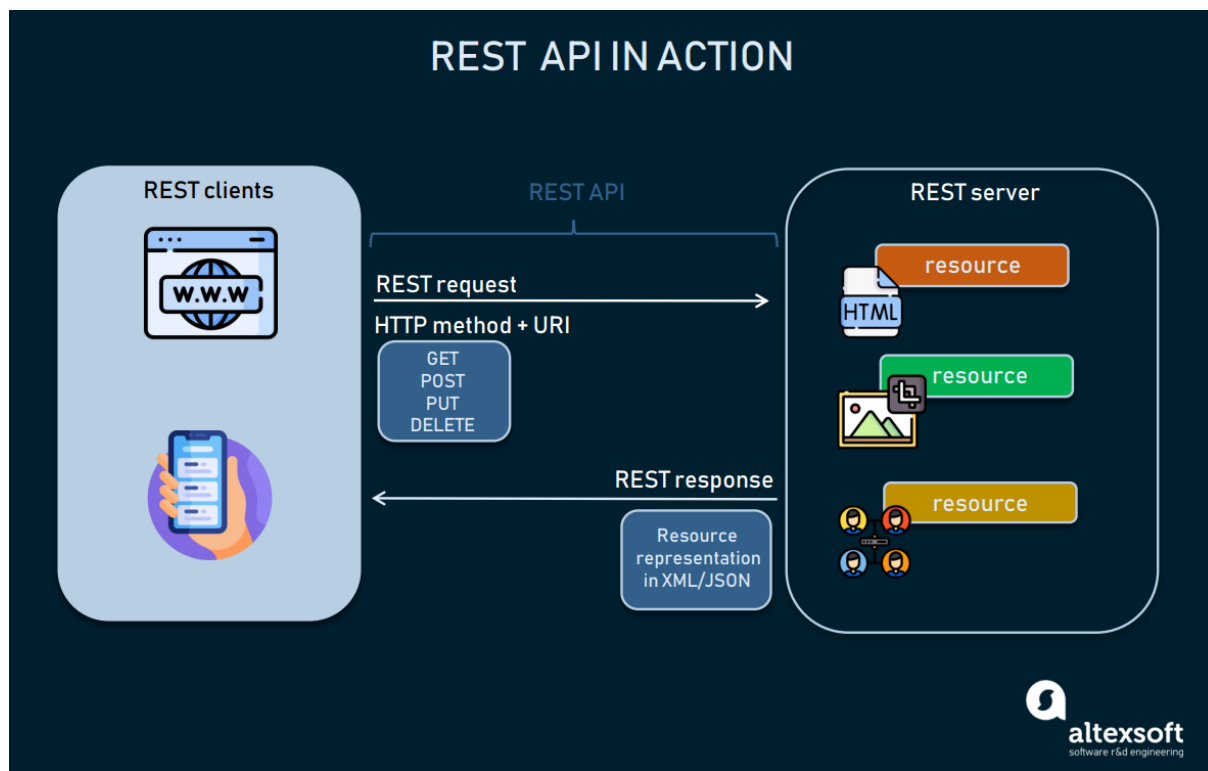 REST API IN ACTION
REST clients
W.W.W
REST API
REST request
HTTP method + URI
GET
POST
PUT
DELETE
REST response
Resource
representation
in XML/JSON
REST server
resource
HTML
resource
resource
altexsoft
software r&d engineering